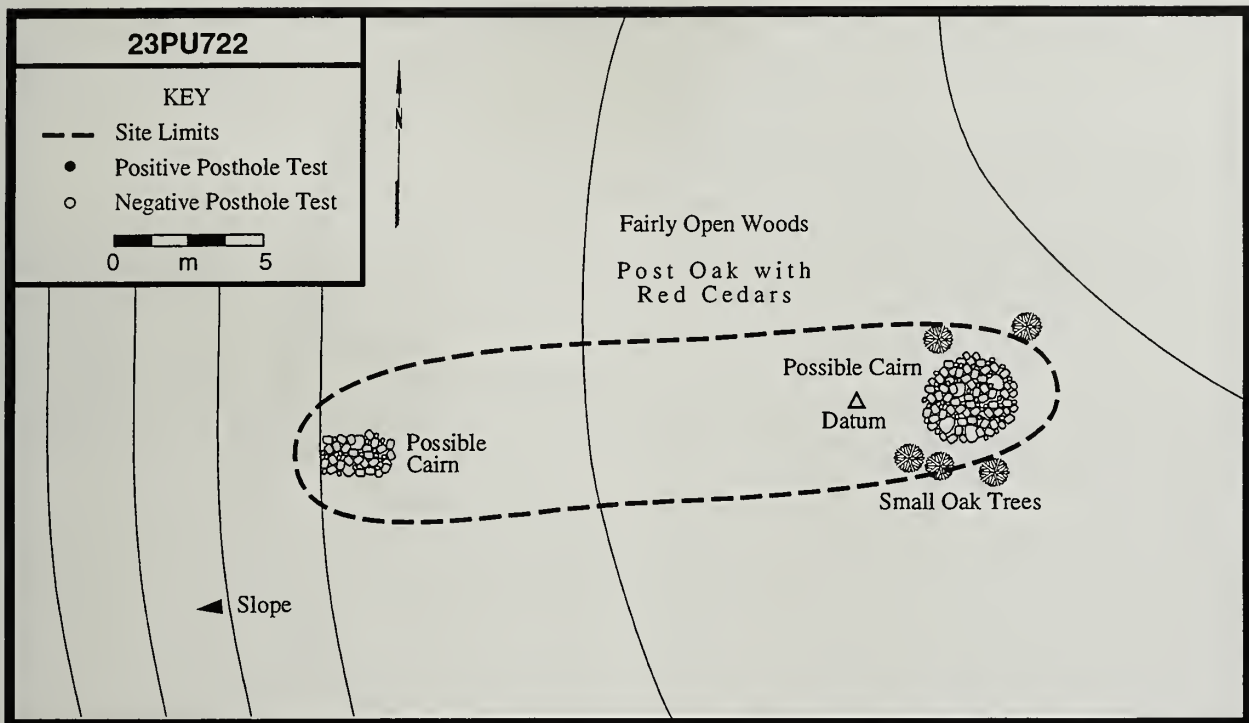 23PU722
KEY
Site Limits
Positive Posthole Test
Negative Posthole Test
0 m 5
N
Fairly Open Woods
Post Oak with
Red Cedars
Possible Cairn
Datum
Possible
Cairn
Small Oak Trees
Slope